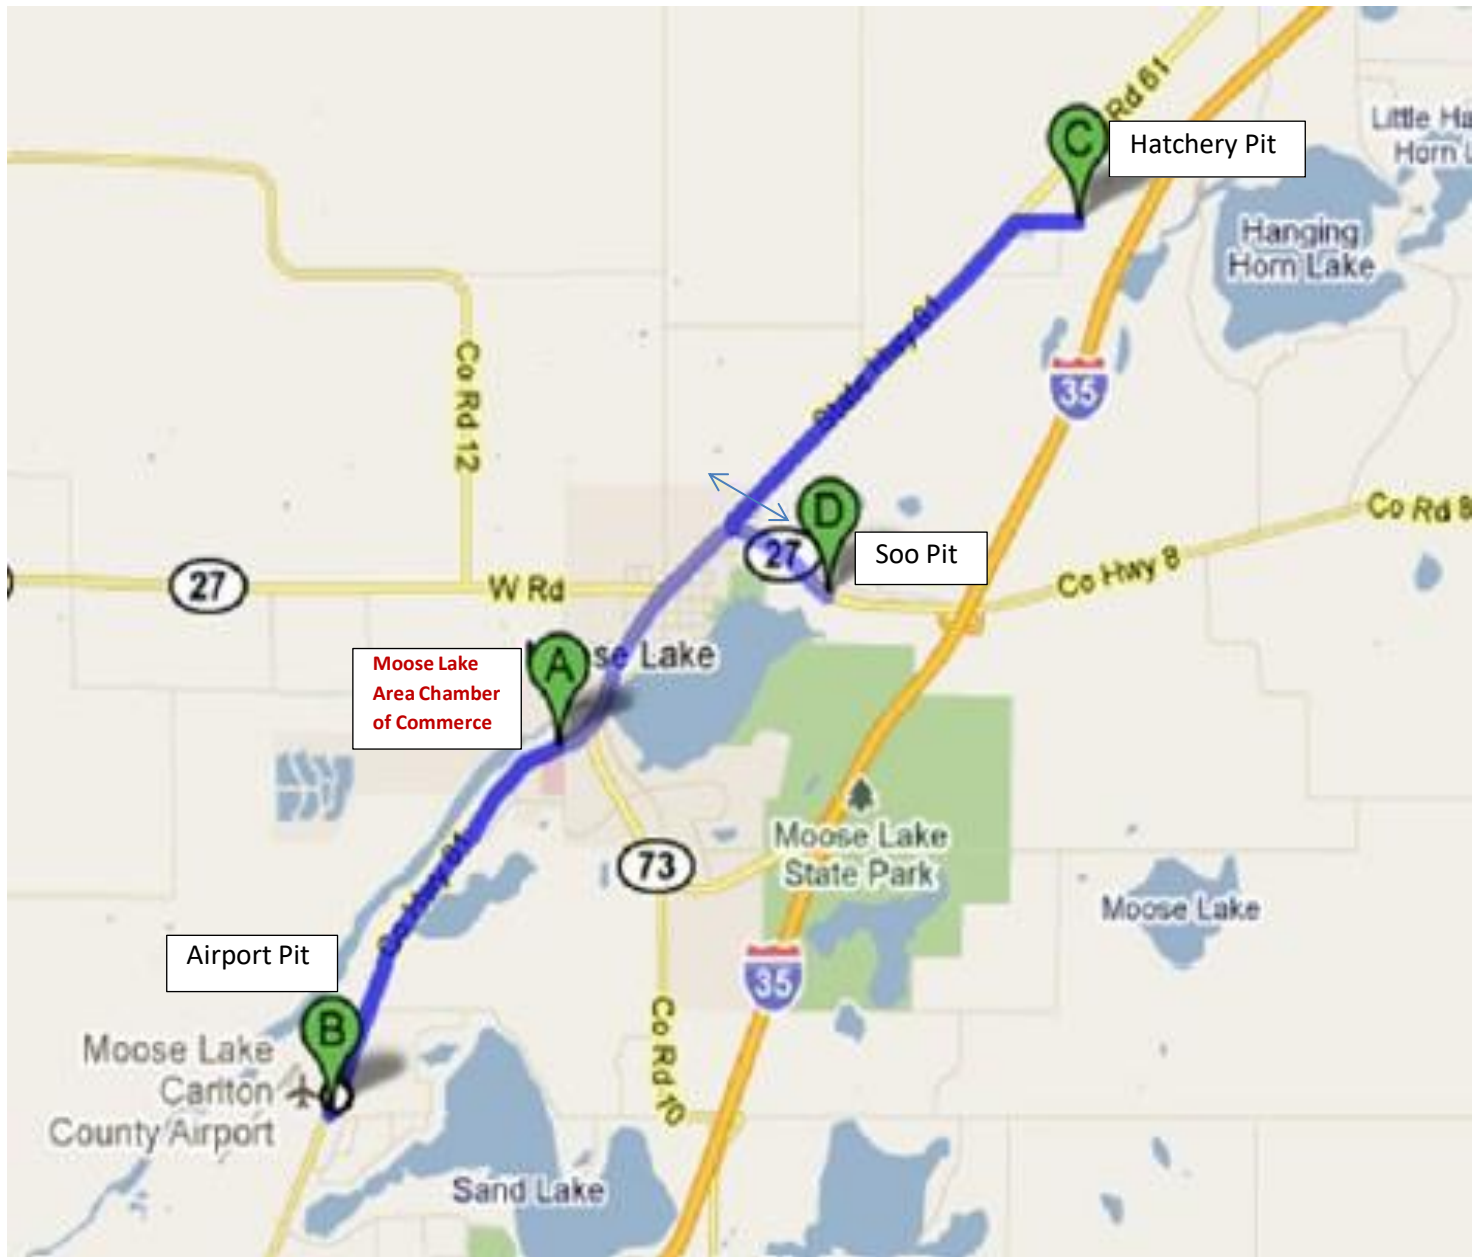 Rd 61
C
Hatchery Pit
Little Ha
Horn L
Hanging
Horn Lake
State Hwy 61
Co Rd 12
35
D
Co Rd 8
27
Soo Pit
27
W Rd
Co Hwy 8
A
se Lake
Moose Lake
Area Chamber
of Commerce
Moose Lake
State Park
73
Moose Lake
Hwy 61
Airport Pit
35
B
Co Rd 10
Moose Lake
Carlton
County Airport
Sand Lake